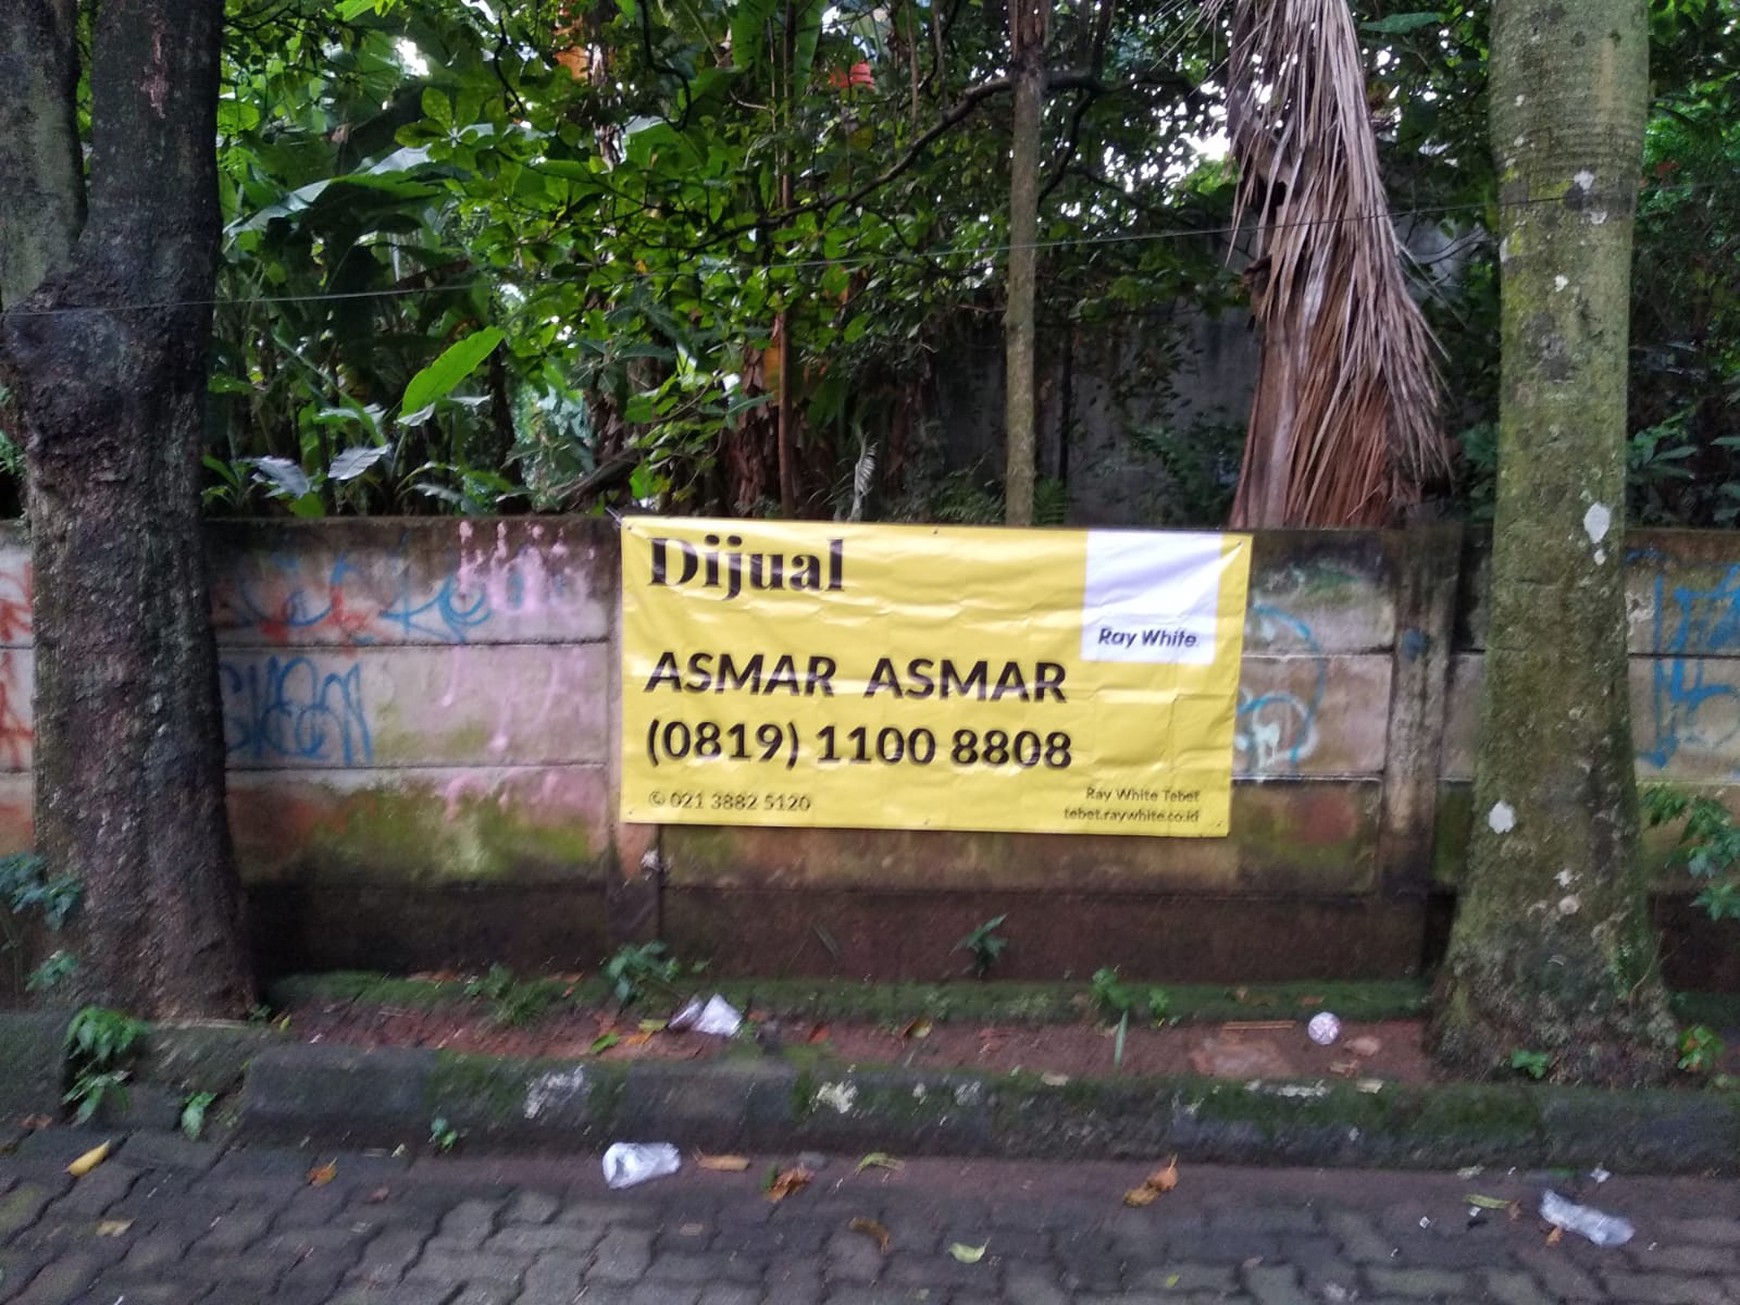 Dijual
Ray White.
ASMAR ASMAR
(0819) 1100 8808
© 021 3882 5120
Ray White Tebet
tebet.raywhite.co.id